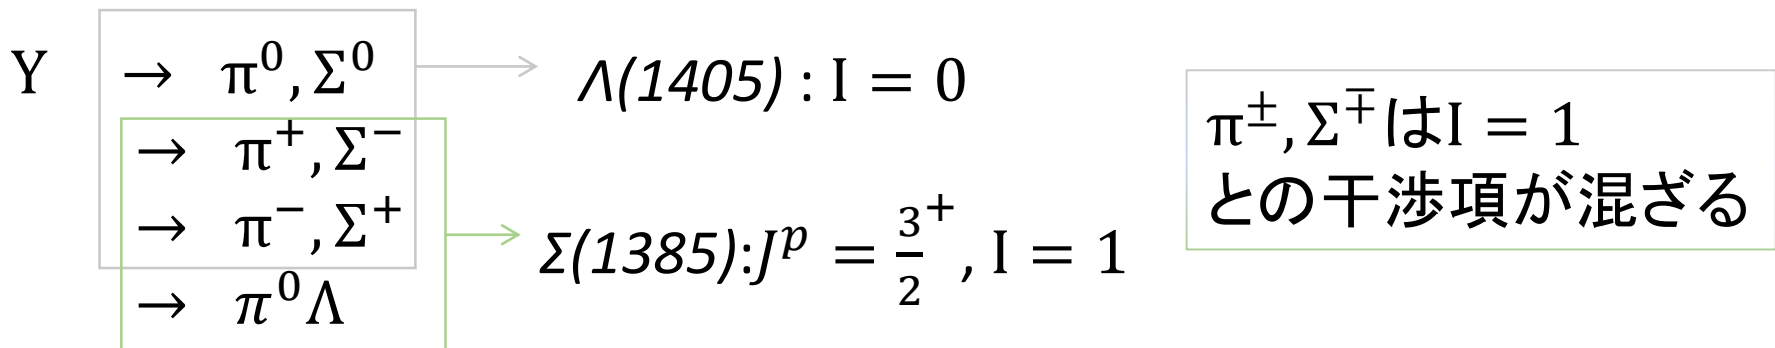 Y → π⁰, Σ⁰
→ π⁺, Σ⁻
→ π⁻, Σ⁺
→ π⁰Λ
Λ(1405) : I = 0
Σ(1385):Jᵖ = 3/2⁺, I = 1
π±, Σ∓はI = 1
との干渉項が混ざる